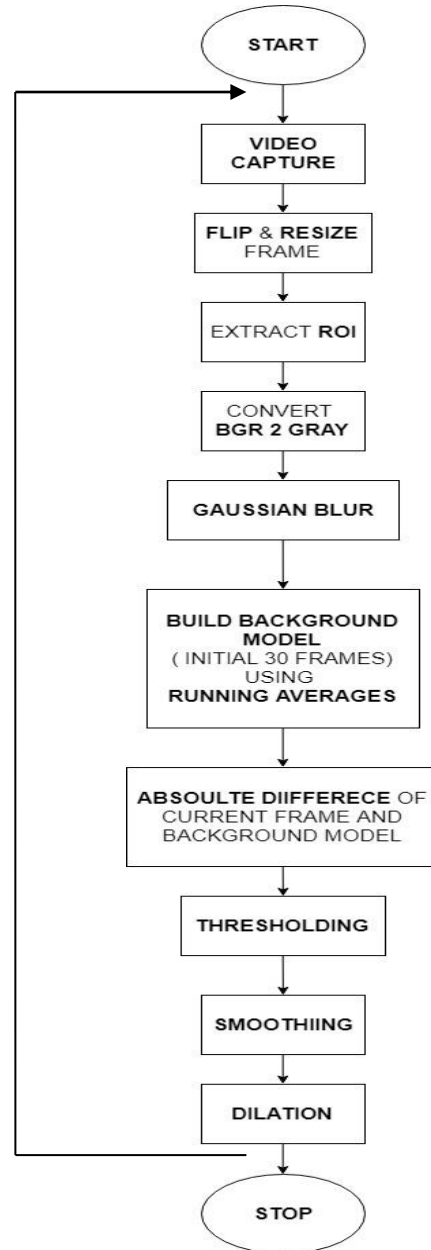 START
VIDEO
CAPTURE
FLIP & RESIZE
FRAME
EXTRACT ROI
CONVERT
BGR 2 GRAY
GAUSSIAN BLUR
BUILD BACKGROUND
MODEL
( INITIAL 30 FRAMES)
USING
RUNNING AVERAGES
ABSOULTE DIIFFERECE OF
CURRENT FRAME AND
BACKGROUND MODEL
THRESHOLDING
SMOOTHIING
DILATION
STOP